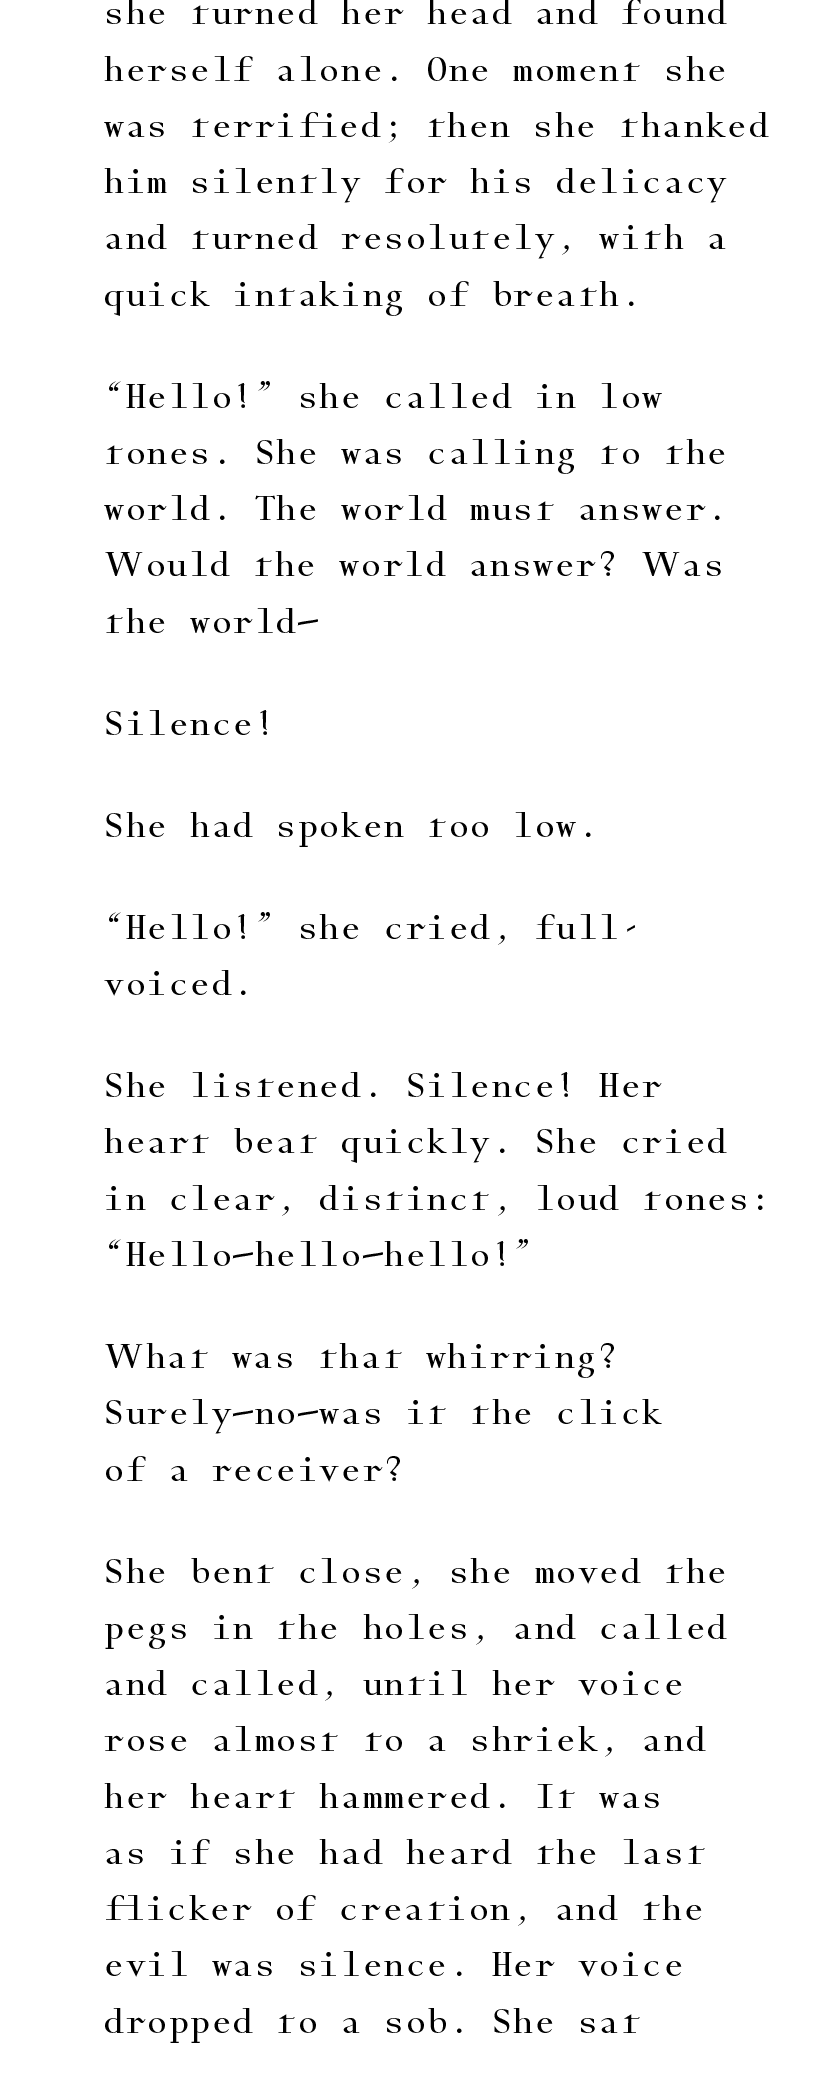 she turned her head and found
herself alone. One moment she
was terrified; then she thanked
him silently for his delicacy
and turned resolutely, with a
quick intaking of breath.
“Hello!” she called in low
tones. She was calling to the
world. The world must answer.
Would the world answer? Was
the world—
Silence!
She had spoken too low.
“Hello!” she cried, full-
voiced.
She listened. Silence! Her
heart beat quickly. She cried
in clear, distinct, loud tones:
“Hello—hello—hello!”
What was that whirring?
Surely—no—was it the click
of a receiver?
She bent close, she moved the
pegs in the holes, and called
and called, until her voice
rose almost to a shriek, and
her heart hammered. It was
as if she had heard the last
flicker of creation, and the
evil was silence. Her voice
dropped to a sob. She sat